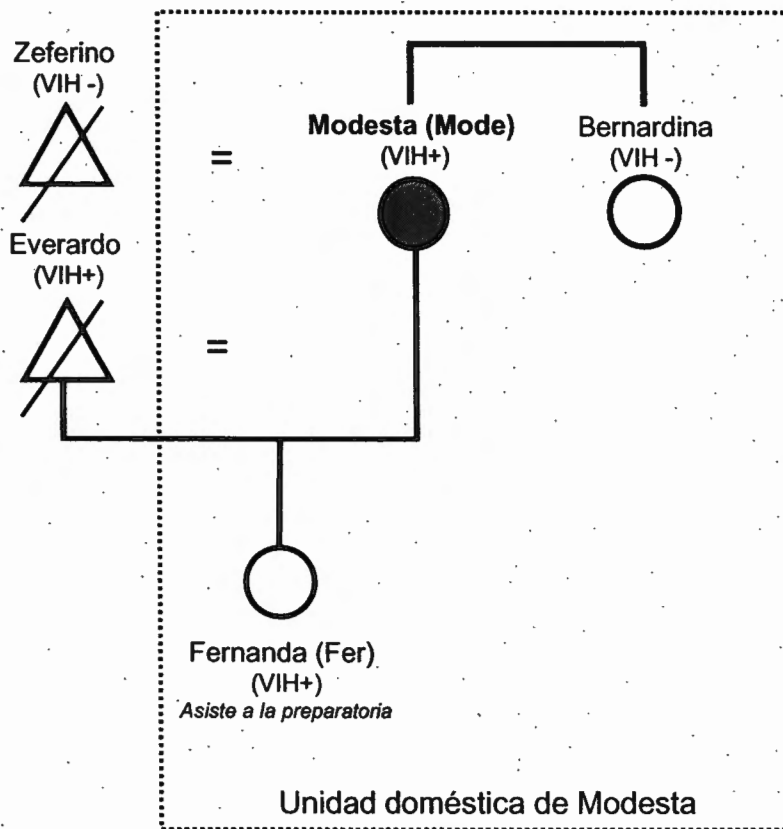 Zeferino
(VIH -)
Modesta (Mode)
(VIH+)
Bernardina
(VIH -)
=
Everardo
(VIH+)
=
Fernanda (Fer)
(VIH+)
Asiste a la preparatoria
Unidad doméstica de Modesta